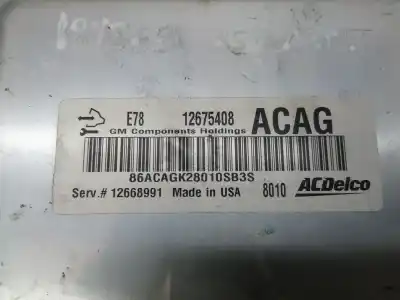 E78 12675408 ACAG
GM Components Holdings
86ACAGK28010SB3S
Serv.# 12668991 Made in USA 8010 ACDelco